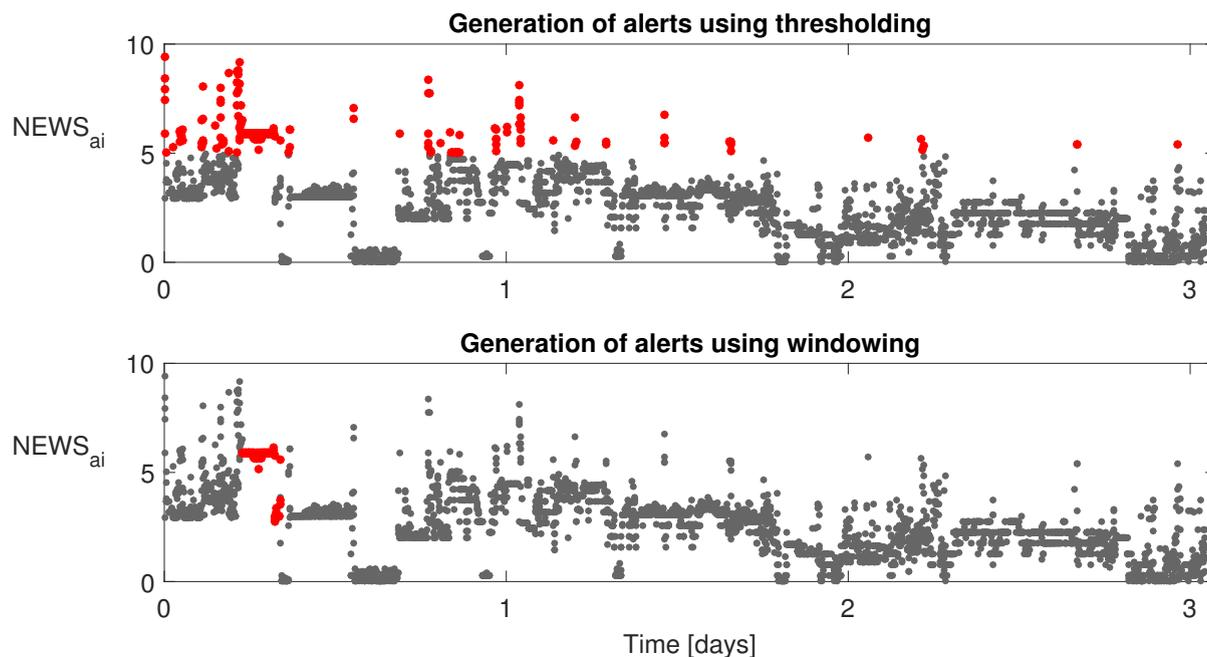 Generation of alerts using thresholding
10
NEWS_ai
5
0
0 1 2 3
Generation of alerts using windowing
10
NEWS_ai
5
0
0 1 2 3
Time [days]